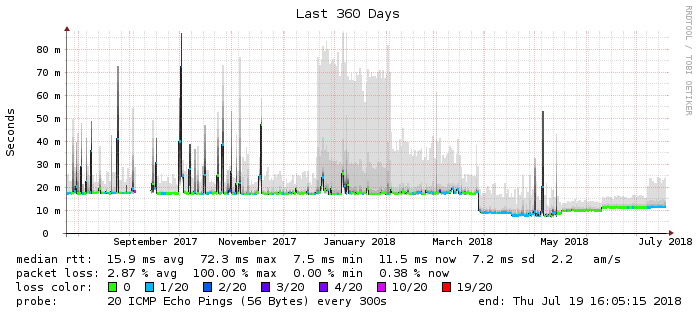 Last 360 Days
RRDTOOL / TOBI OETIKER
Seconds
80 m
70 m
60 m
50 m
40 m
30 m
20 m
10 m
0
September 2017 November 2017 January 2018 March 2018 May 2018 July 2018
median rtt: 15.9 ms avg 72.3 ms max 7.5 ms min 11.5 ms now 7.2 ms sd 2.2 am/s
packet loss: 2.87 % avg 100.00 % max 0.00 % min 0.38 % now
loss color: 0 1/20 2/20 3/20 4/20 10/20 19/20
probe: 20 ICMP Echo Pings (56 Bytes) every 300s end: Thu Jul 19 16:05:15 2018